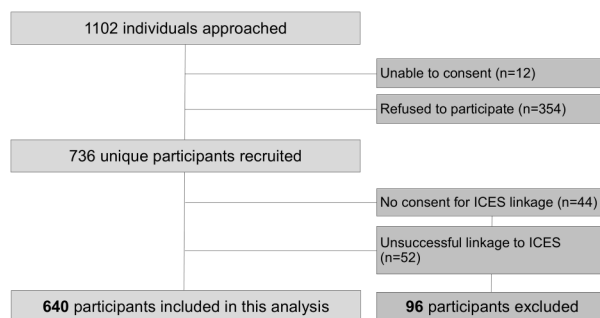 1102 individuals approached
Unable to consent (n=12)
Refused to participate (n=354)
736 unique participants recruited
No consent for ICES linkage (n=44)
Unsuccessful linkage to ICES
(n=52)
640 participants included in this analysis
96 participants excluded